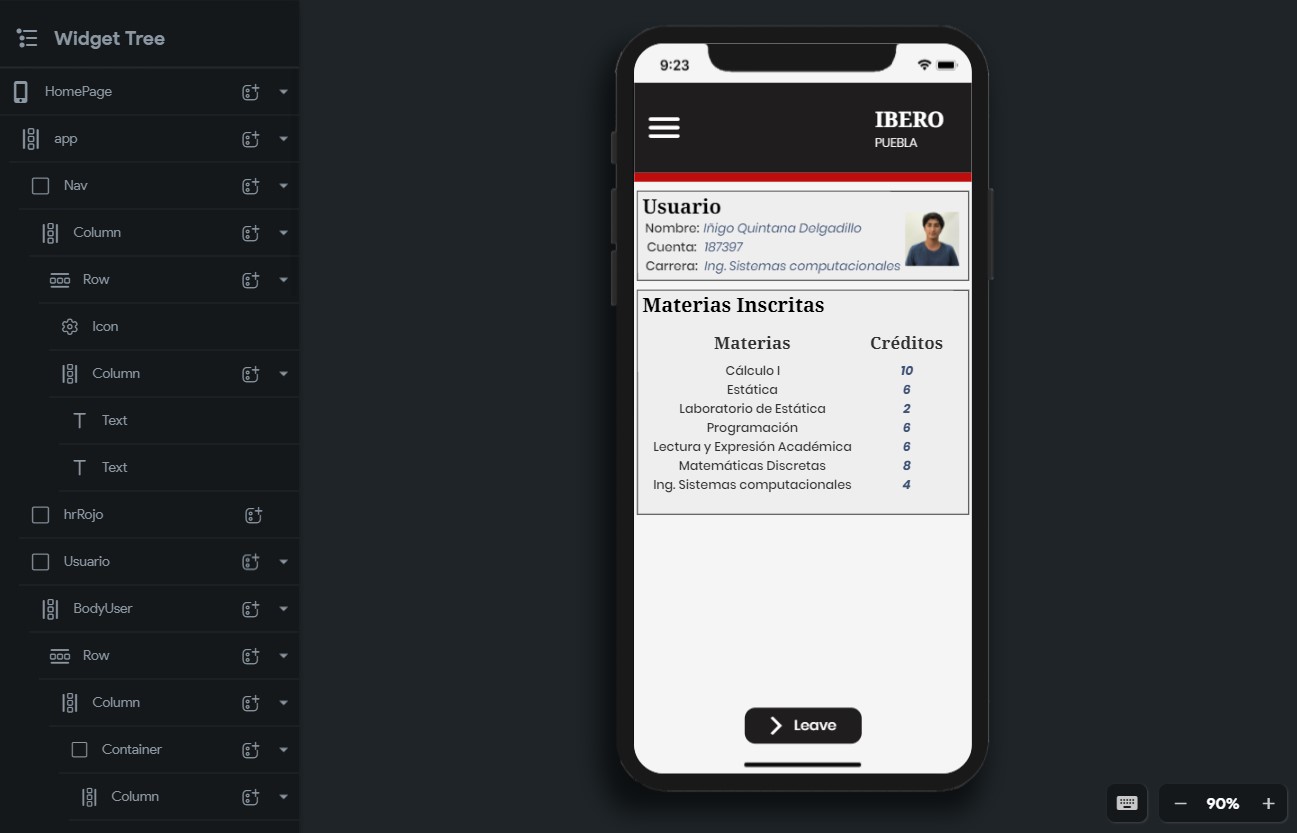 Widget Tree
HomePage
app
Nav
Column
Row
Icon
Column
Text
Text
hrRojo
Usuario
BodyUser
Row
Column
Container
Column
9:23
IBERO
PUEBLA
Usuario
Nombre: Iñigo Quintana Delgadillo
Cuenta: 187397
Carrera: Ing. Sistemas computacionales
Materias Inscritas
Materias Créditos
Cálculo I 10
Estática 6
Laboratorio de Estática 2
Programación 6
Lectura y Expresión Académica 6
Matemáticas Discretas 8
Ing. Sistemas computacionales 4
Leave
90%